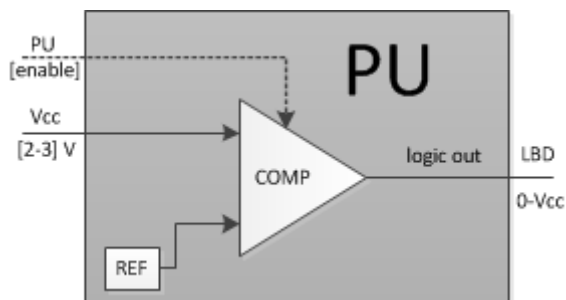 PU
[enable]
PU
Vcc
[2-3] V
COMP
logic out
LBD
0-Vcc
REF